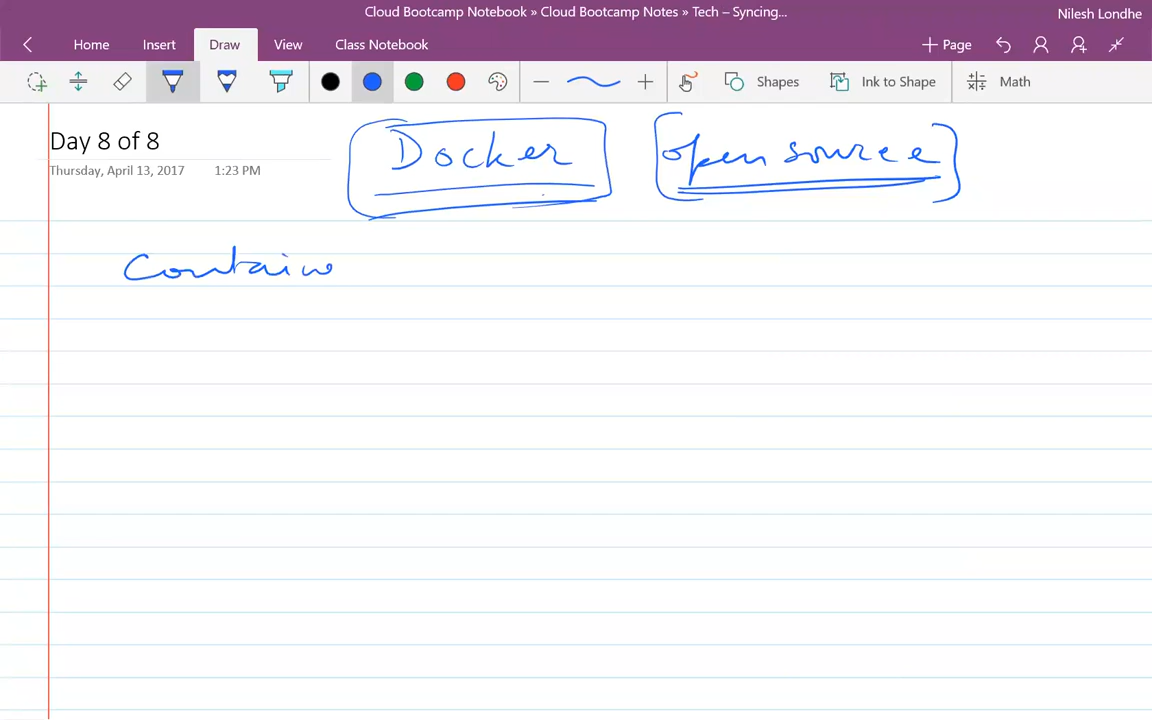 Cloud Bootcamp Notebook » Cloud Bootcamp Notes » Tech – Syncing...
Nilesh Londhe
Home Insert Draw View Class Notebook Page
Shapes Ink to Shape Math
Day 8 of 8
Thursday, April 13, 2017 1:23 PM
Docker [open source]
Containe